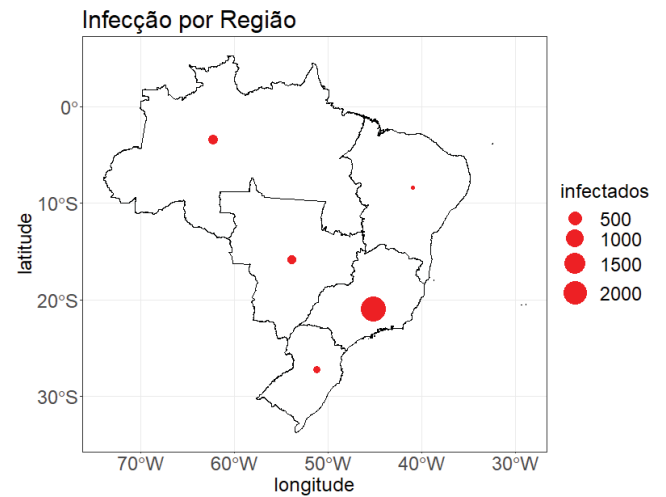 Infecção por Região
0°
10°S
20°S
30°S
latitude
70°W 60°W 50°W 40°W 30°W
longitude
infectados
500
1000
1500
2000